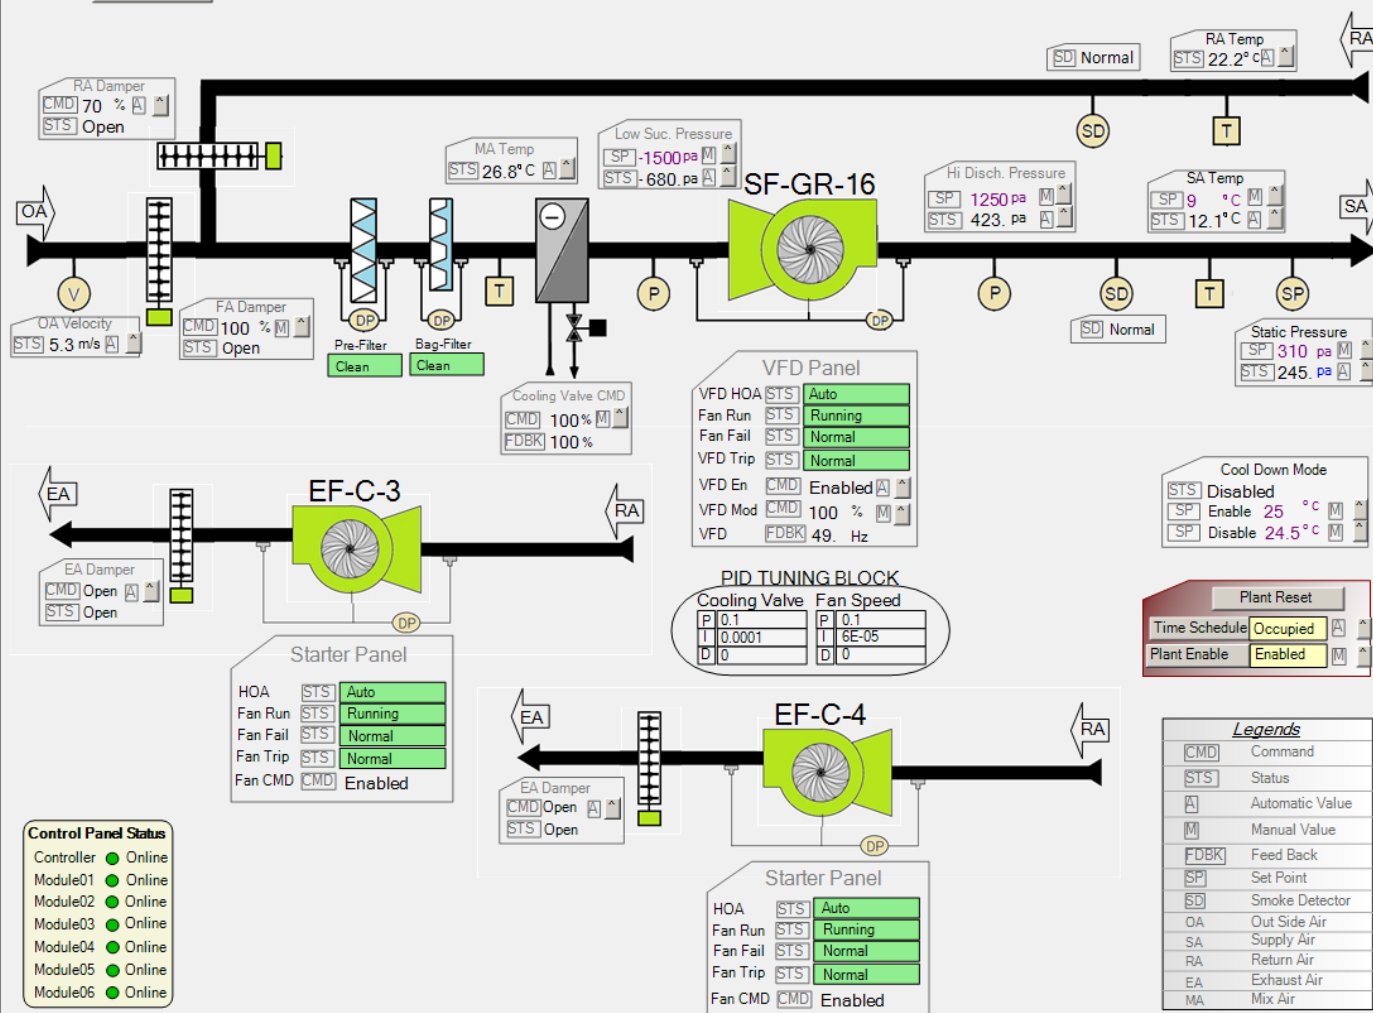 RA
RA Temp
STS 22.2°C A ^
SD Normal
RA Damper
CMD 70 % A ^
STS Open
SD
T
MA Temp
STS 26.8°C A ^
Low Suc. Pressure
SP -1500 pa M ^
STS -680. pa A ^
SF-GR-16
Hi Disch. Pressure
SP 1250 pa M ^
STS 423. pa A ^
SA Temp
SP 9 °C M ^
STS 12.1°C A ^
OA
SA
V
T
P
P
SD
T
SP
OA Velocity
STS 5.3 m/s A ^
FA Damper
CMD 100 % M ^
STS Open
DP
DP
DP
Pre-Filter
Clean
Bag-Filter
Clean
SD Normal
Static Pressure
SP 310 pa M ^
STS 245. pa A ^
Cooling Valve CMD
CMD 100% M ^
FDBK 100 %
VFD Panel
VFD HOA STS Auto
Fan Run STS Running
Fan Fail STS Normal
VFD Trip STS Normal
VFD En CMD Enabled A ^
VFD Mod CMD 100 % M ^
VFD FDBK 49. Hz
Cool Down Mode
STS Disabled
SP Enable 25 °C M ^
SP Disable 24.5°C M ^
EA
EF-C-3
RA
EA Damper
CMD Open A ^
STS Open
DP
PID TUNING BLOCK
Cooling Valve Fan Speed
P 0.1 P 0.1
I 0.0001 I 6E-05
D 0 D 0
Plant Reset
Time Schedule Occupied A ^
Plant Enable Enabled M ^
Starter Panel
HOA STS Auto
Fan Run STS Running
Fan Fail STS Normal
Fan Trip STS Normal
Fan CMD CMD Enabled
EA
EF-C-4
RA
EA Damper
CMD Open A ^
STS Open
DP
Starter Panel
HOA STS Auto
Fan Run STS Running
Fan Fail STS Normal
Fan Trip STS Normal
Fan CMD CMD Enabled
Control Panel Status
Controller Online
Module01 Online
Module02 Online
Module03 Online
Module04 Online
Module05 Online
Module06 Online
Legends
CMD Command
STS Status
A Automatic Value
M Manual Value
FDBK Feed Back
SP Set Point
SD Smoke Detector
OA Out Side Air
SA Supply Air
RA Return Air
EA Exhaust Air
MA Mix Air